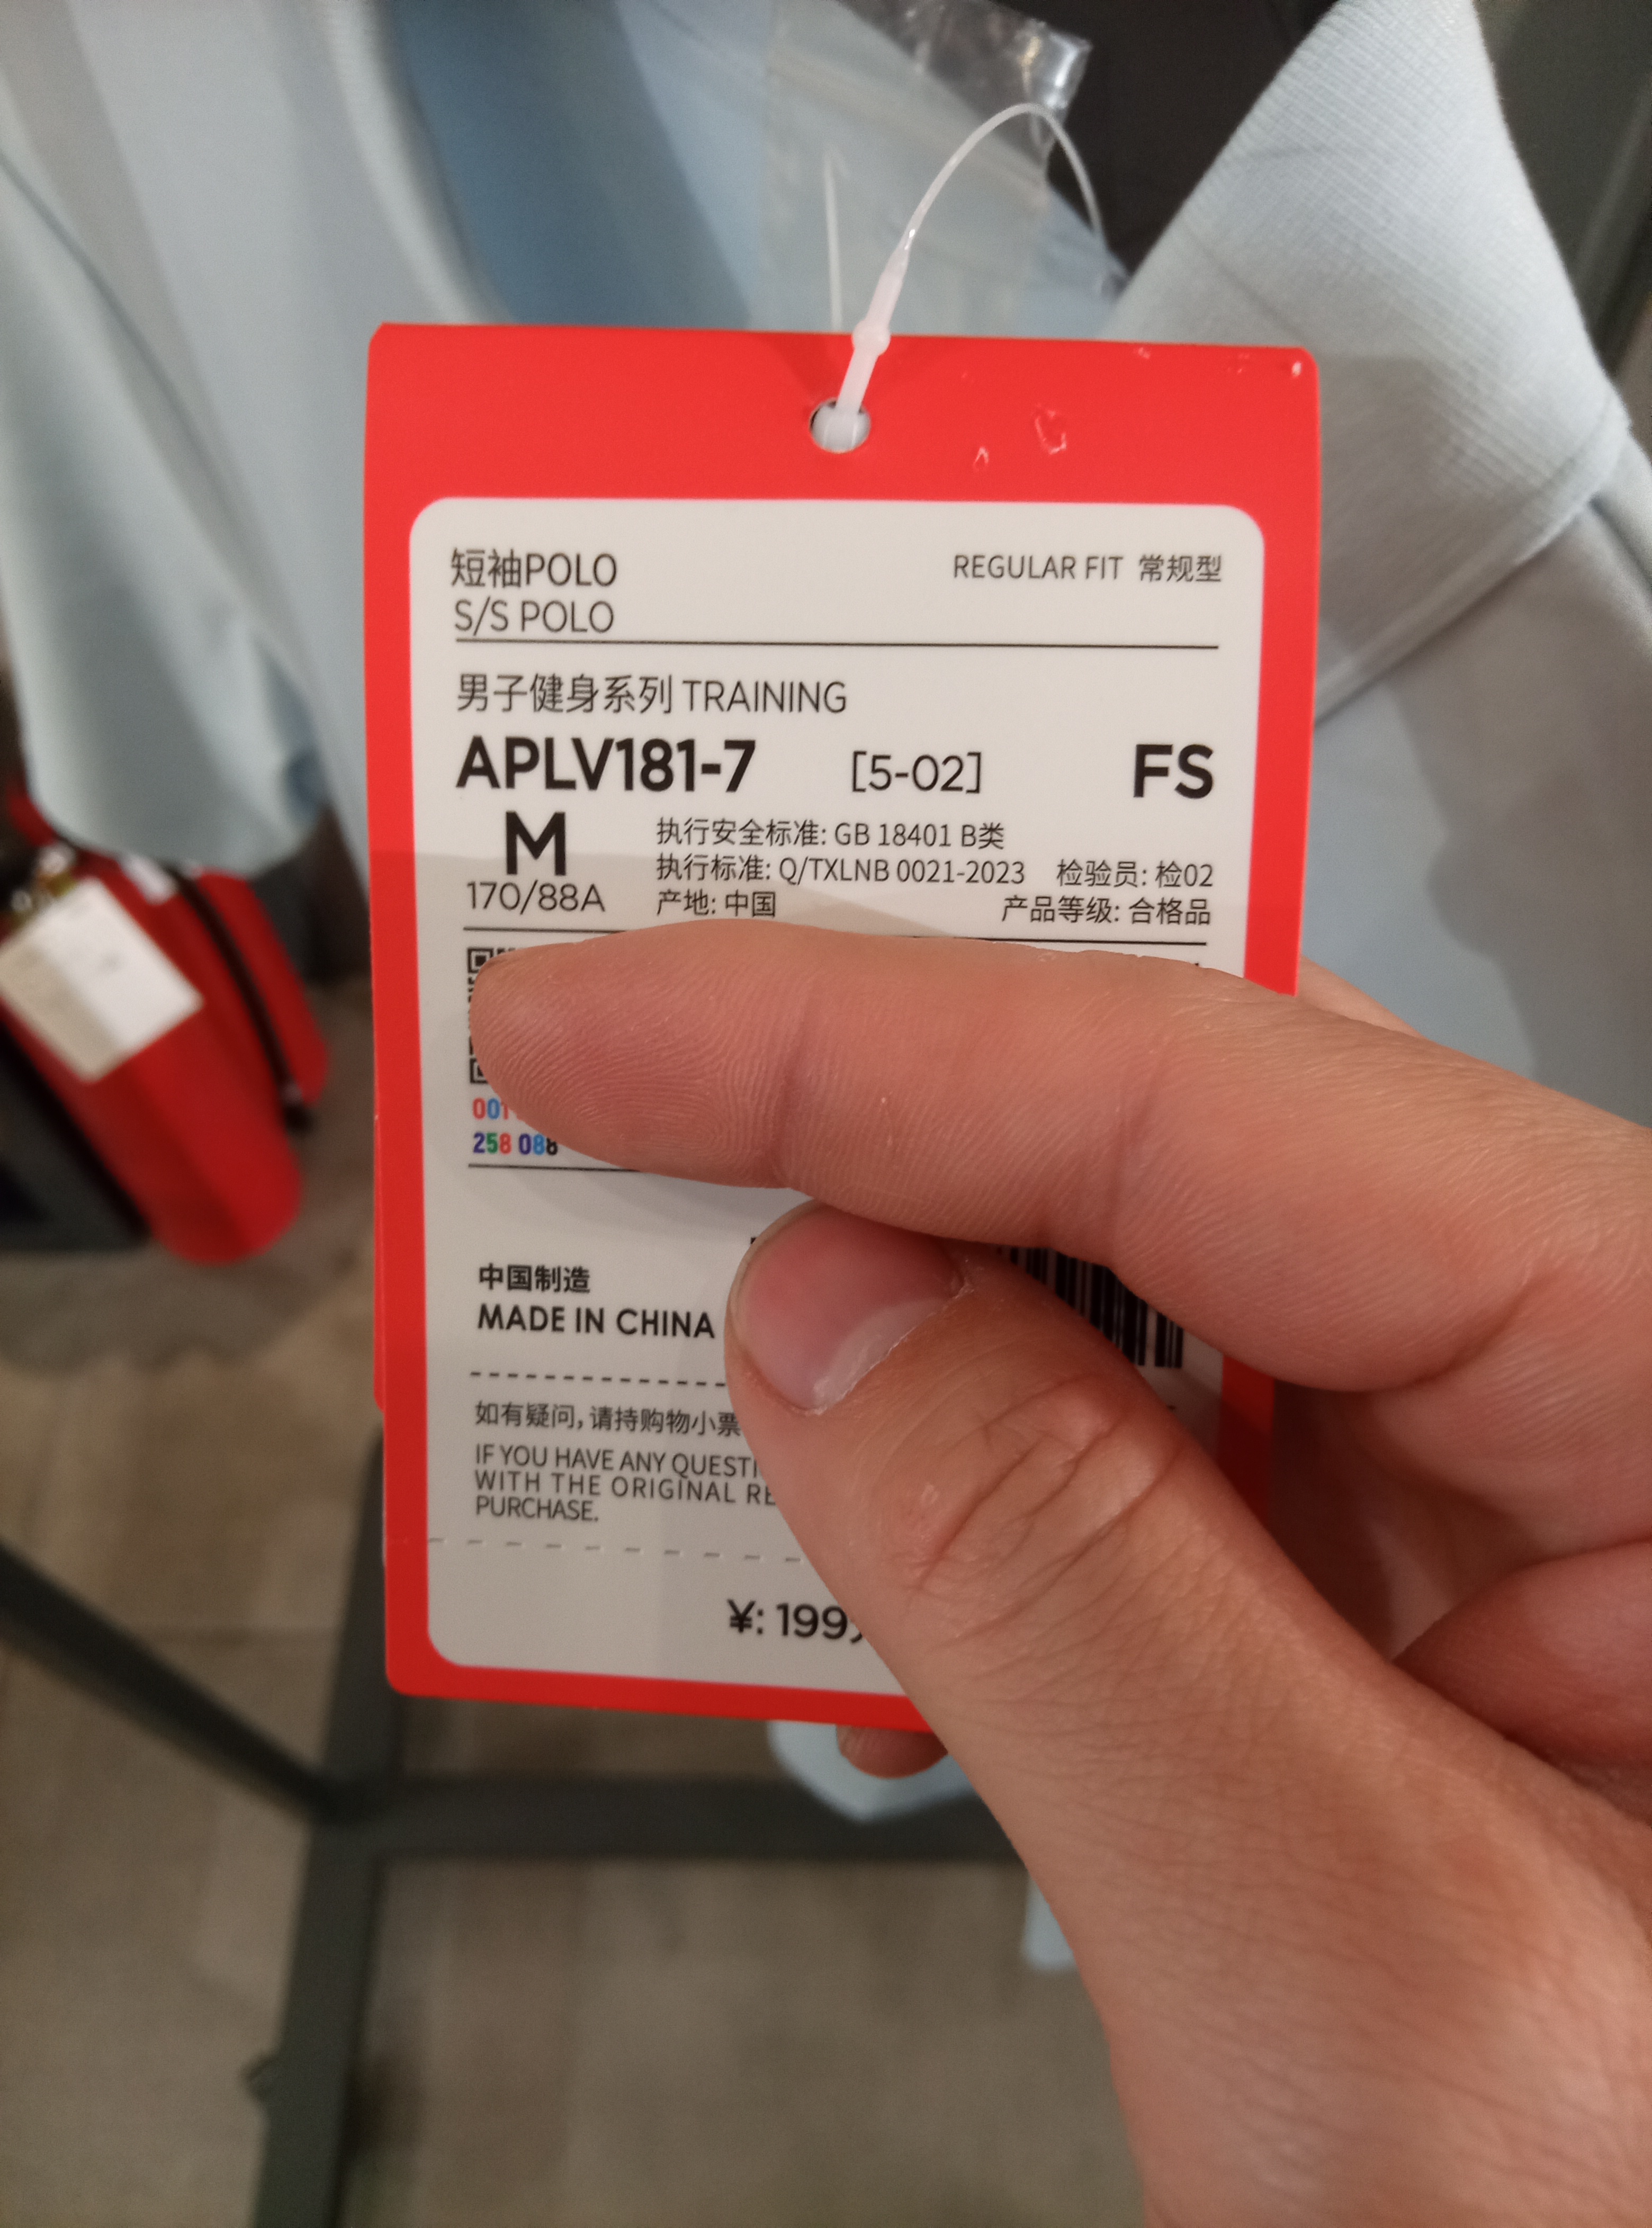 短袖POLO
REGULAR FIT 常规型
S/S POLO
男子健身系列 TRAINING
APLV181-7 [5-02] FS
M
170/88A
执行安全标准: GB 18401 B类
执行标准: Q/TXLNB 0021-2023 检验员: 检02
产地: 中国 产品等级: 合格品
001
258 088
中国制造
MADE IN CHINA
如有疑问, 请持购物小票
IF YOU HAVE ANY
WITH THE ORIGINAL
PURCHASE.
¥: 199